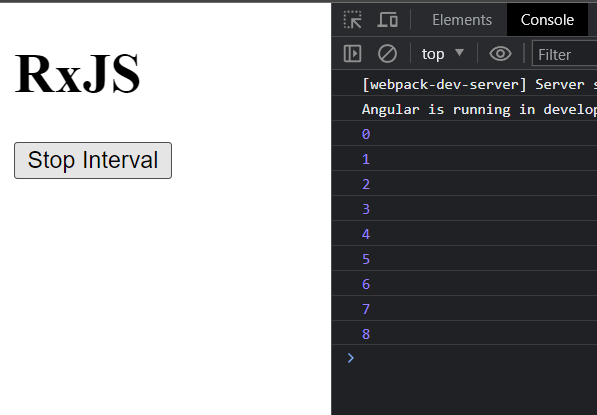 RxJS
Stop Interval
Elements Console
top Filter
[webpack-dev-server] Server
Angular is running in
0
1
2
3
4
5
6
7
8